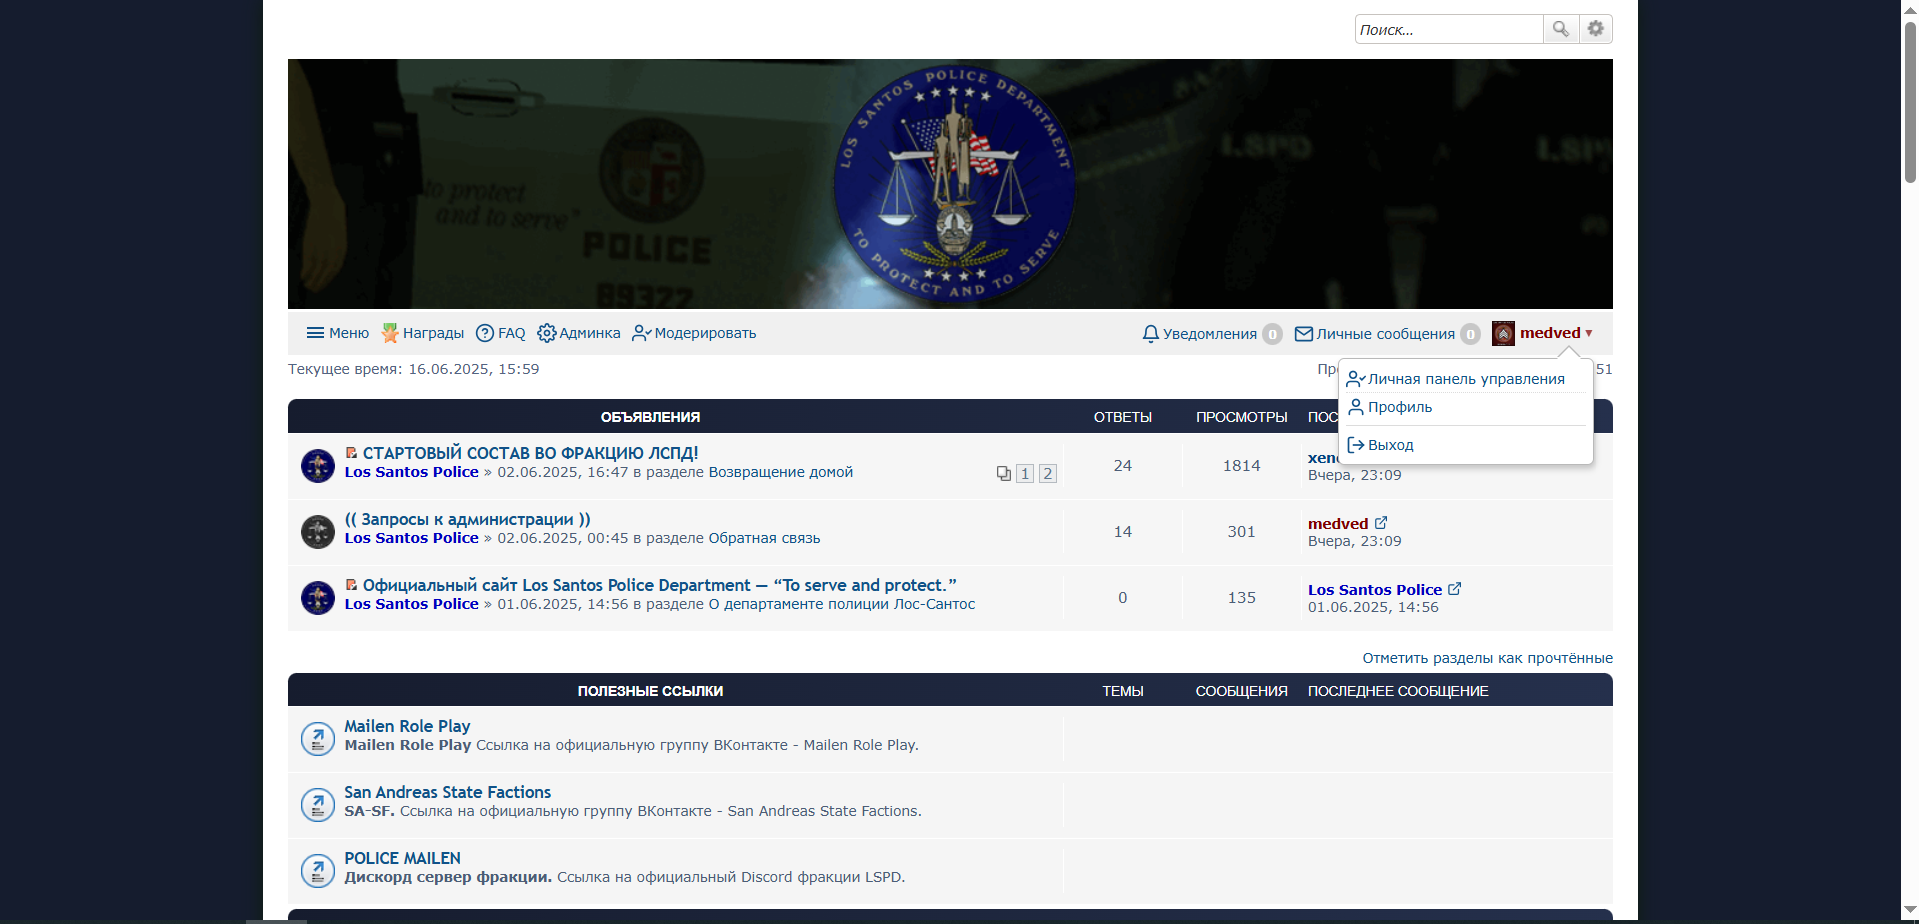 Поиск...
LOS SANTOS POLICE DEPARTMENT
TO PROTECT AND TO SERVE
to protect
and to serve"
POLICE
89322
LSPD
LSP
Меню Награды FAQ Админка Модерировать Уведомления 0 Личные сообщения 0 medved
Текущее время: 16.06.2025, 15:59
51
Личная панель управления
Профиль
Выход
ОБЪЯВЛЕНИЯ ОТВЕТЫ ПРОСМОТРЫ
СТАРТОВЫЙ СОСТАВ ВО ФРАКЦИЮ ЛСПД!
Los Santos Police » 02.06.2025, 16:47 в разделе Возвращение домой
1 2
24 1814
Вчера, 23:09
(( Запросы к администрации ))
Los Santos Police » 02.06.2025, 00:45 в разделе Обратная связь
14 301
medved
Вчера, 23:09
Официальный сайт Los Santos Police Department — “To serve and protect.”
Los Santos Police » 01.06.2025, 14:56 в разделе О департаменте полиции Лос-Сантос
0 135
Los Santos Police
01.06.2025, 14:56
Отметить разделы как прочтённые
ПОЛЕЗНЫЕ ССЫЛКИ ТЕМЫ СООБЩЕНИЯ ПОСЛЕДНЕЕ СООБЩЕНИЕ
Mailen Role Play
Mailen Role Play Ссылка на официальную группу ВКонтакте - Mailen Role Play.
San Andreas State Factions
SA-SF. Ссылка на официальную группу ВКонтакте - San Andreas State Factions.
POLICE MAILEN
Дискорд сервер фракции. Ссылка на официальный Discord фракции LSPD.